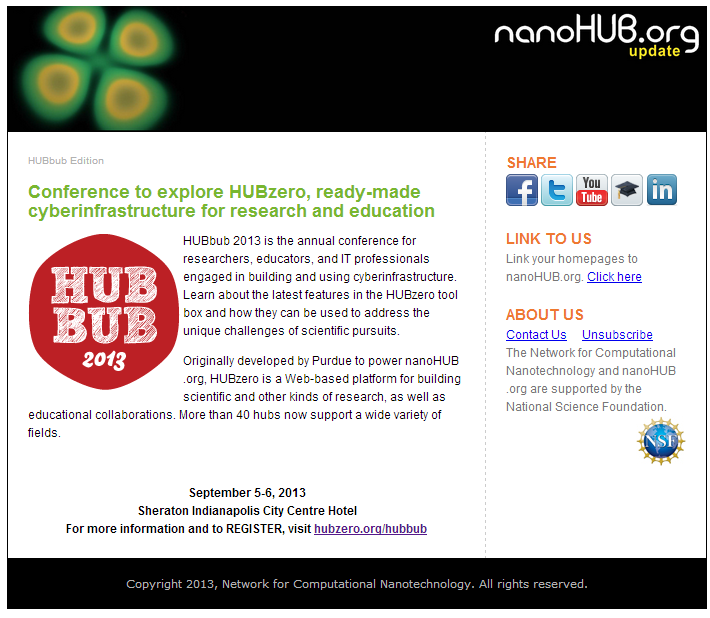 nanoHUB.org
update
HUBbub Edition
Conference to explore HUBzero, ready-made
cyberinfrastructure for research and education
HUB
BUB
2013
HUBbub 2013 is the annual conference for
researchers, educators, and IT professionals
engaged in building and using cyberinfrastructure.
Learn about the latest features in the HUBzero tool
box and how they can be used to address the
unique challenges of scientific pursuits.
Originally developed by Purdue to power nanoHUB
.org, HUBzero is a Web-based platform for building
scientific and other kinds of research, as well as
educational collaborations. More than 40 hubs now support a wide variety of
fields.
September 5-6, 2013
Sheraton Indianapolis City Centre Hotel
For more information and to REGISTER, visit hubzero.org/hubbub
SHARE
f
t
You
Tube
in
LINK TO US
Link your homepages to
nanoHUB.org. Click here
ABOUT US
Contact Us Unsubscribe
The Network for Computational
Nanotechnology and nanoHUB
.org are supported by the
National Science Foundation.
NSF
Copyright 2013, Network for Computational Nanotechnology. All rights reserved.